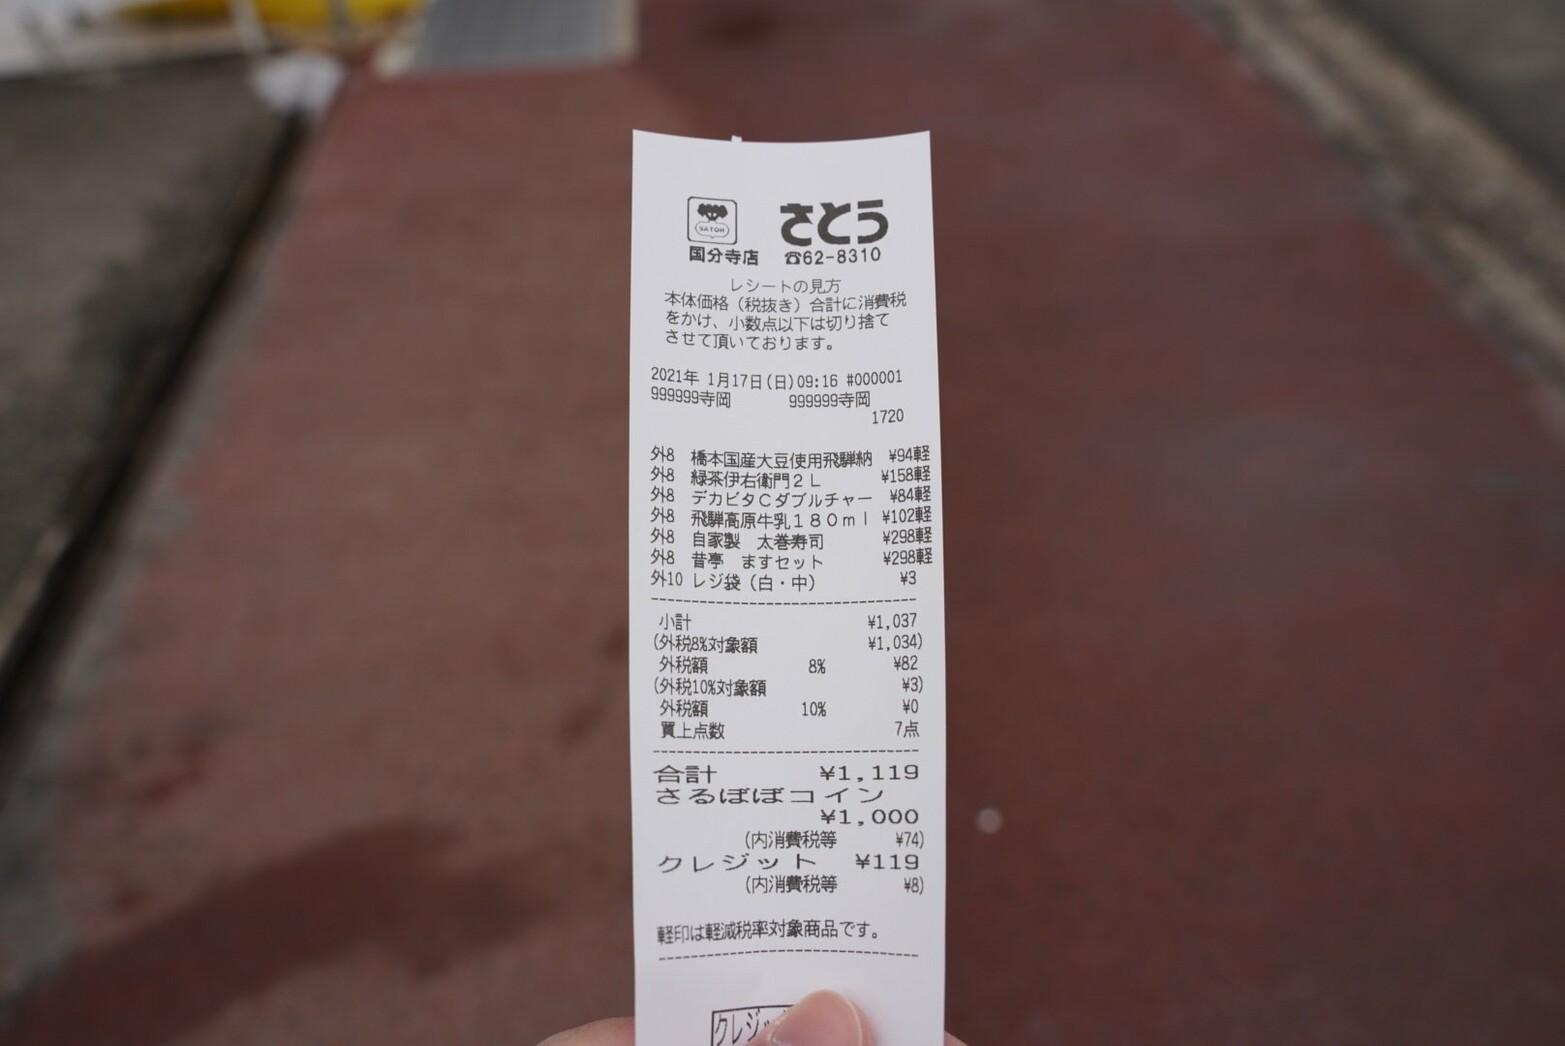 SATOH
さとう
国分寺店 ☎62-8310
レシートの見方
本体価格（税抜き）合計に消費税
をかけ、小数点以下は切り捨て
させて頂いております。
2021年 1月17日(日)09:16 #000001
999999寺岡 999999寺岡
1720
外8 橋本国産大豆使用飛騨納 ¥94軽
外8 緑茶伊右衛門２Ｌ ¥158軽
外8 デカビタＣダブルチャー ¥84軽
外8 飛騨高原牛乳１８０ｍｌ ¥102軽
外8 自家製 太巻寿司 ¥298軽
外8 昔亭 ますセット ¥298軽
外10 レジ袋（白・中） ¥3
小計 ¥1,037
(外税8%対象額 ¥1,034)
外税額 8% ¥82
(外税10%対象額 ¥3)
外税額 10% ¥0
買上点数 7点
合計 ¥1,119
さるぼぼコイン
¥1,000
(内消費税等 ¥74)
クレジット ¥119
(内消費税等 ¥8)
軽印は軽減税率対象商品です。
クレジッ